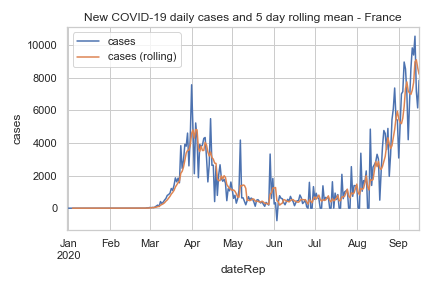 New COVID-19 daily cases and 5 day rolling mean - France
cases
cases (rolling)
10000
8000
6000
4000
2000
0
cases
Jan Feb Mar Apr May Jun Jul Aug Sep
2020
dateRep